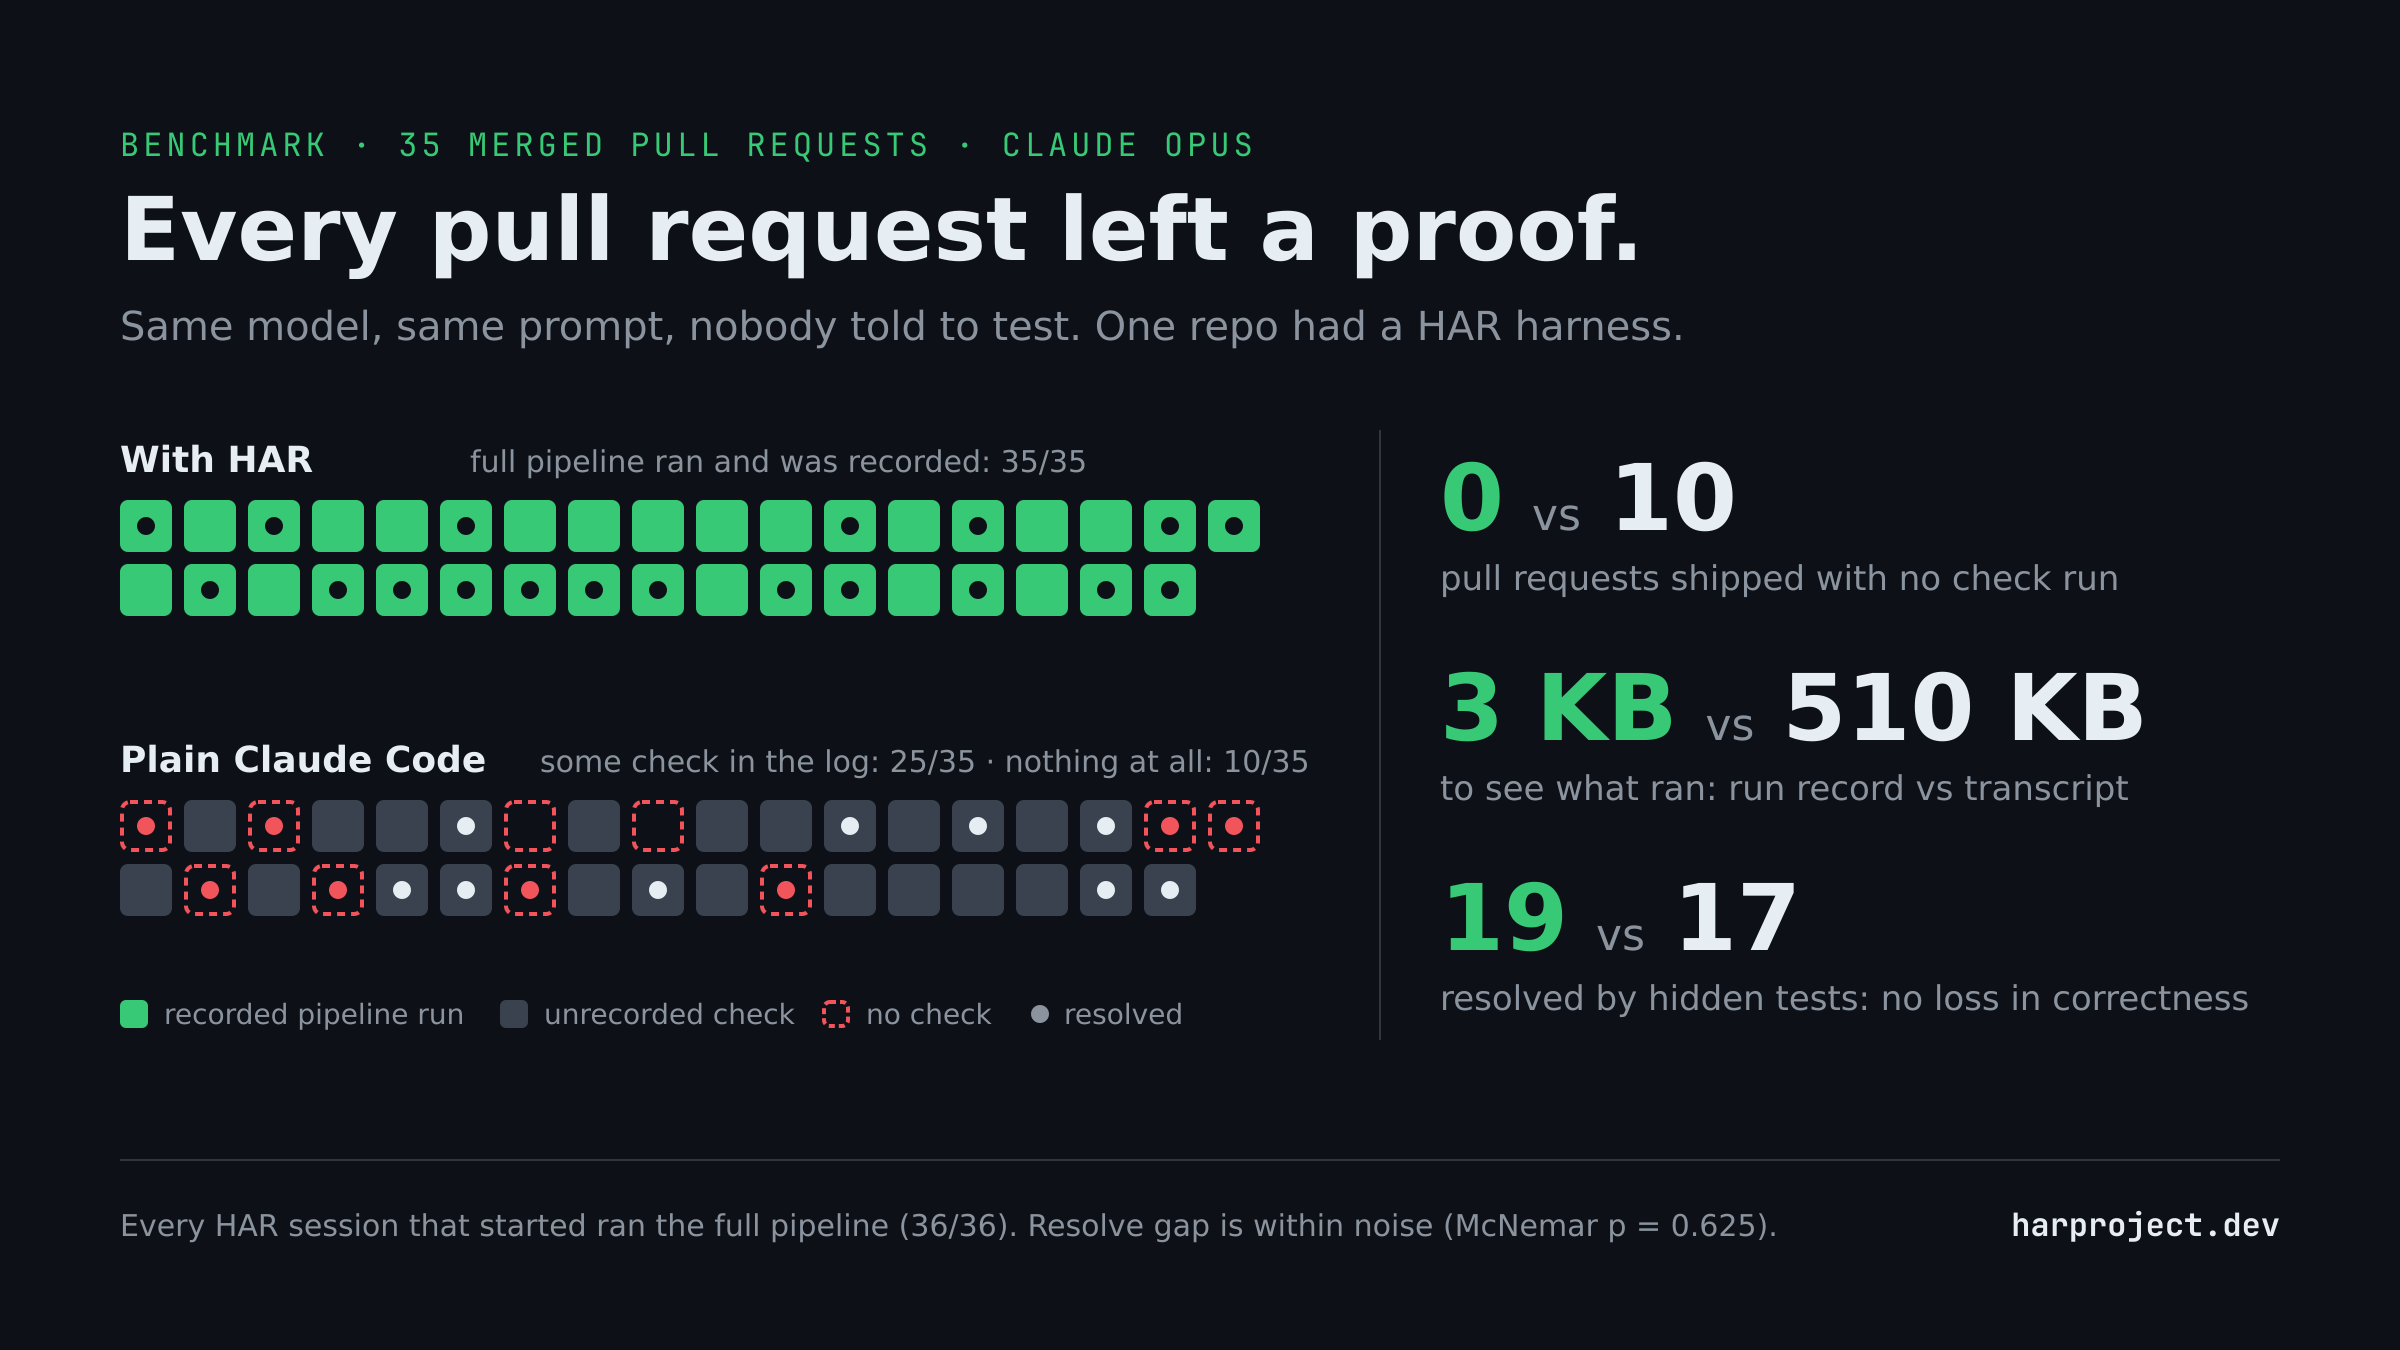 BENCHMARK · 35 MERGED PULL REQUESTS · CLAUDE OPUS
Every pull request left a proof.
Same model, same prompt, nobody told to test. One repo had a HAR harness.
With HAR full pipeline ran and was recorded: 35/35
Plain Claude Code some check in the log: 25/35 · nothing at all: 10/35
recorded pipeline run unrecorded check no check resolved
0 vs 10
pull requests shipped with no check run
3 KB vs 510 KB
to see what ran: run record vs transcript
19 vs 17
resolved by hidden tests: no loss in correctness
Every HAR session that started ran the full pipeline (36/36). Resolve gap is within noise (McNemar p = 0.625).
harproject.dev